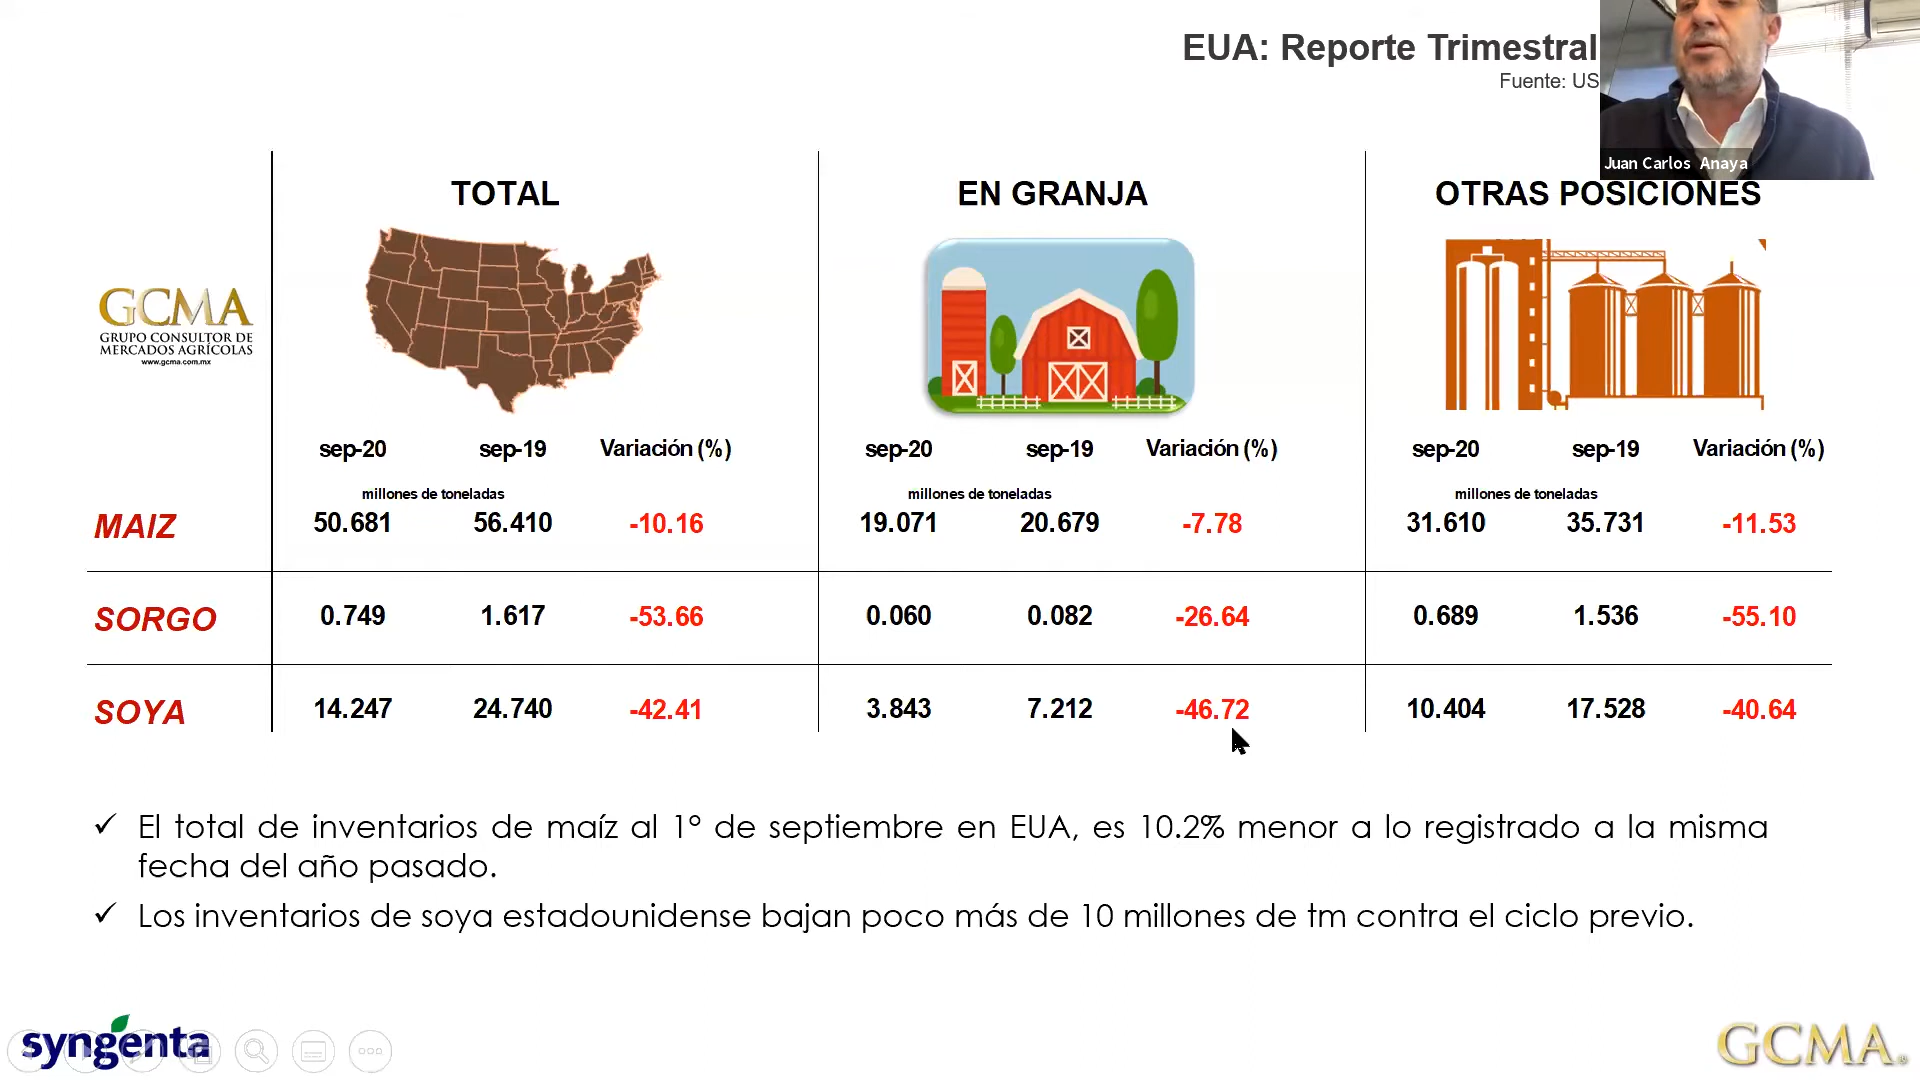 EUA: Reporte Trimestral
Fuente: US
Juan Carlos Anaya
TOTAL
EN GRANJA
OTRAS POSICIONES
GCMA
GRUPO CONSULTOR DE
MERCADOS AGRÍCOLAS
www.gcma.com.mx
sep-20 sep-19 Variación (%) sep-20 sep-19 Variación (%) sep-20 sep-19 Variación (%)
millones de toneladas millones de toneladas millones de toneladas
MAIZ 50.681 56.410 -10.16 19.071 20.679 -7.78 31.610 35.731 -11.53
SORGO 0.749 1.617 -53.66 0.060 0.082 -26.64 0.689 1.536 -55.10
SOYA 14.247 24.740 -42.41 3.843 7.212 -46.72 10.404 17.528 -40.64
✓ El total de inventarios de maíz al 1° de septiembre en EUA, es 10.2% menor a lo registrado a la misma
fecha del año pasado.
✓ Los inventarios de soya estadounidense bajan poco más de 10 millones de tm contra el ciclo previo.
syngenta
GCMA®